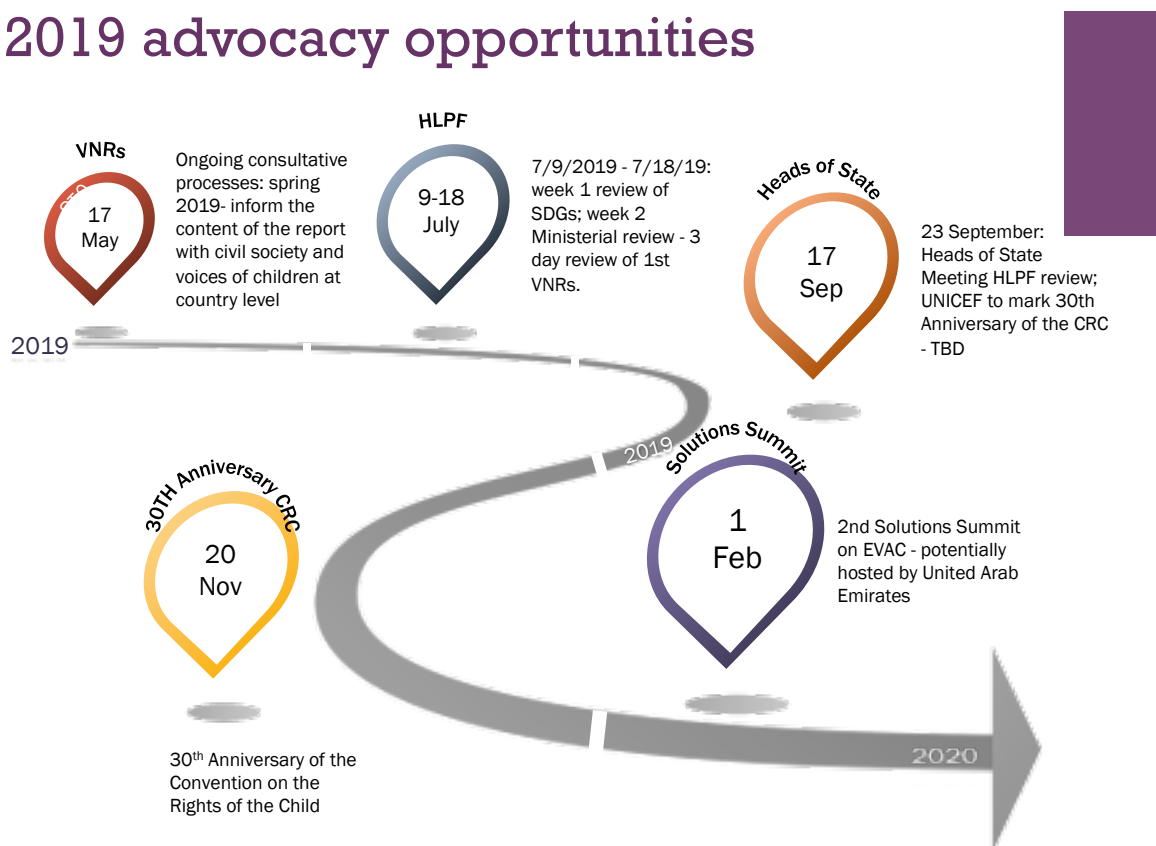 2019 advocacy opportunities
VNRs
17
May
Ongoing consultative
processes: spring
2019- inform the
content of the report
with civil society and
voices of children at
country level
HLPF
9-18
July
7/9/2019 - 7/18/19:
week 1 review of
SDGs; week 2
Ministerial review - 3
day review of 1st
VNRs.
Heads of State
17
Sep
23 September:
Heads of State
Meeting HLPF review;
UNICEF to mark 30th
Anniversary of the CRC
- TBD
2019
2019
30TH Anniversary CRC
20
Nov
30th Anniversary of the
Convention on the
Rights of the Child
Solutions Summit
1
Feb
2nd Solutions Summit
on EVAC - potentially
hosted by United Arab
Emirates
2020